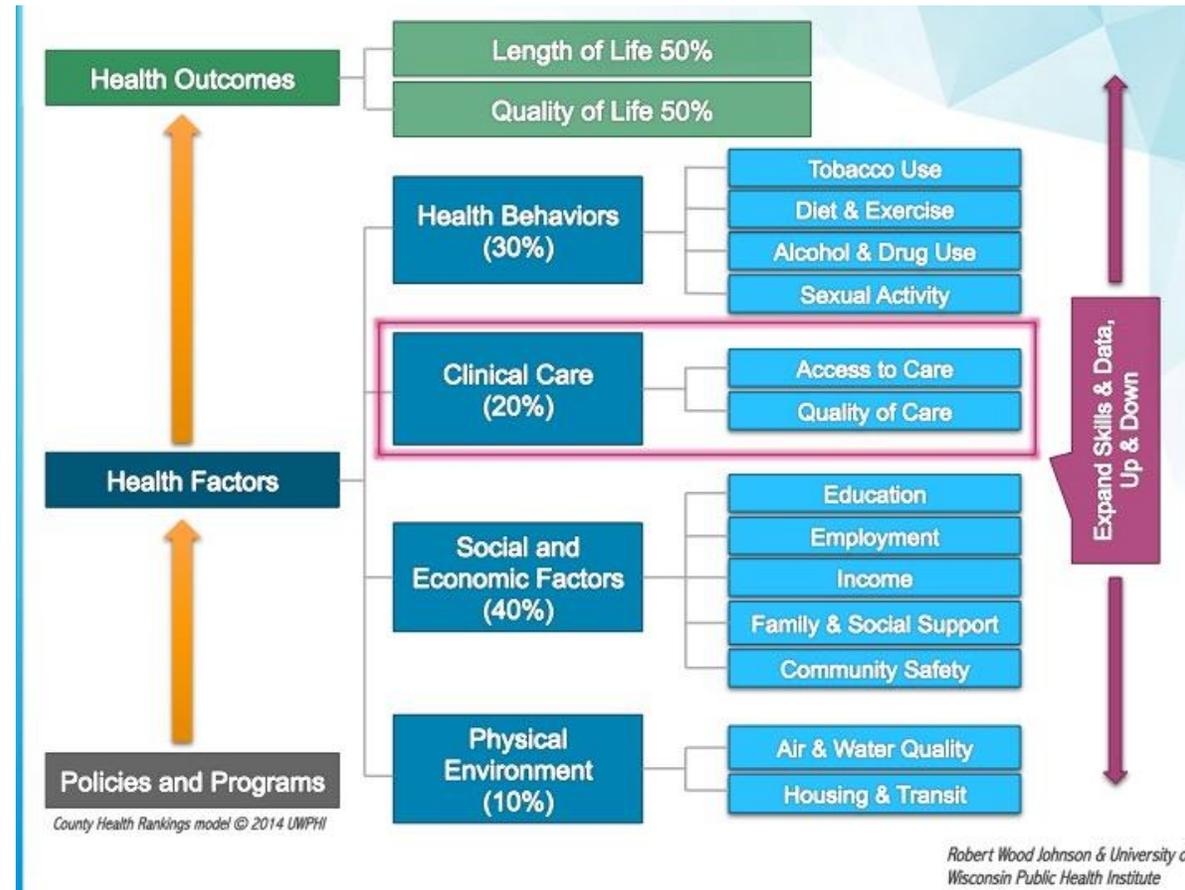 Health Outcomes
Length of Life 50%
Quality of Life 50%
Health Behaviors
(30%)
Tobacco Use
Diet & Exercise
Alcohol & Drug Use
Sexual Activity
Clinical Care
(20%)
Access to Care
Quality of Care
Health Factors
Social and
Economic Factors
(40%)
Education
Employment
Income
Family & Social Support
Community Safety
Physical
Environment
(10%)
Air & Water Quality
Housing & Transit
Policies and Programs
County Health Rankings model © 2014 UWPHI
Expand Skills & Data,
Up & Down
Robert Wood Johnson & University o
Wisconsin Public Health Institute